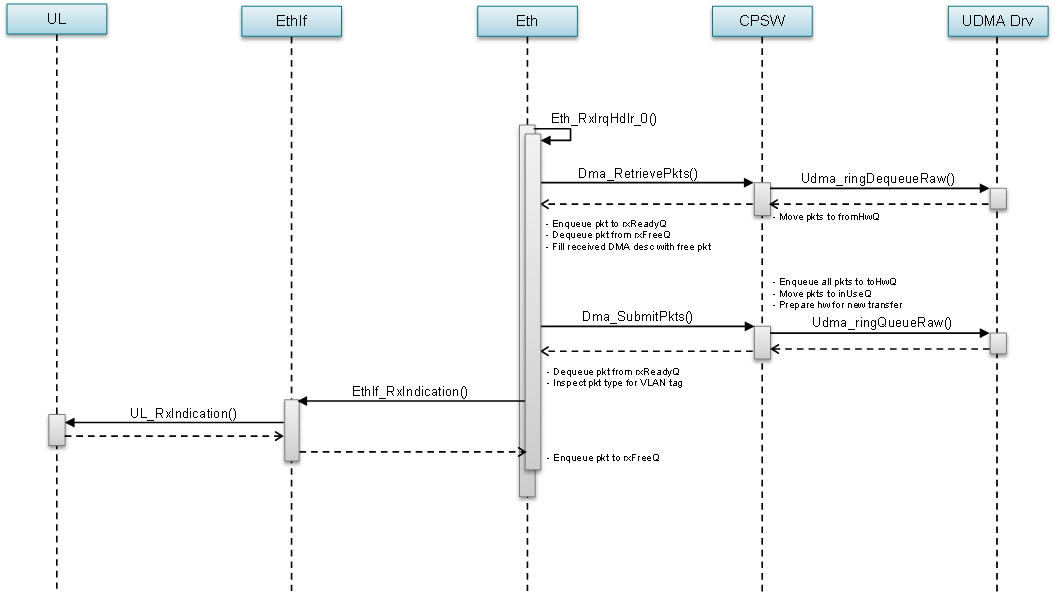 UL
EthIf
Eth
CPSW
UDMA Drv
Eth_RxIrqHdlr_0()
Dma_RetrievePkts()
Udma_ringDequeueRaw()
- Move pkts to fromHwQ
- Enqueue pkt to rxReadyQ
- Dequeue pkt from rxFreeQ
- Fill received DMA desc with free pkt
- Enqueue all pkts to toHwQ
- Move pkts to inUseQ
- Prepare hw for new transfer
Dma_SubmitPkts()
Udma_ringQueueRaw()
- Dequeue pkt from rxReadyQ
- Inspect pkt type for VLAN tag
EthIf_RxIndication()
UL_RxIndication()
- Enqueue pkt to rxFreeQ